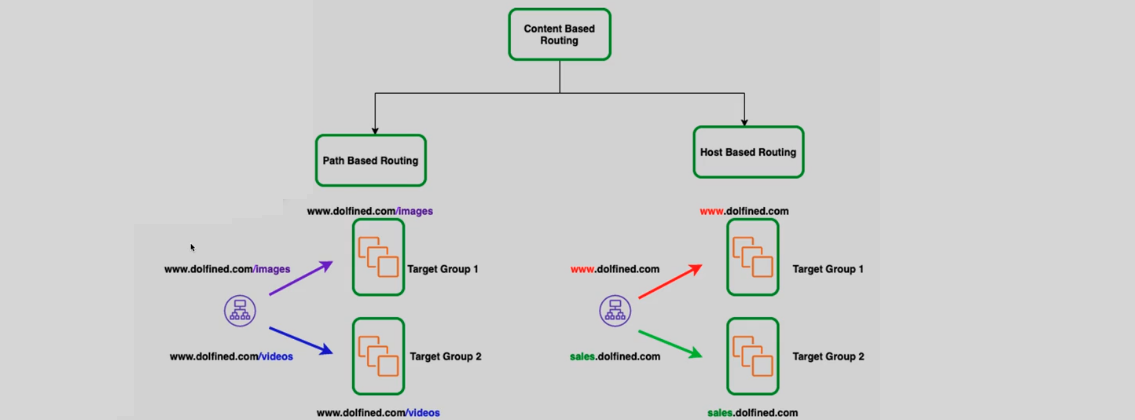 Content Based
Routing
Path Based Routing
Host Based Routing
www.dolfined.com/images
www.dolfined.com
www.dolfined.com/images
Target Group 1
www.dolfined.com
Target Group 1
www.dolfined.com/videos
Target Group 2
sales.dolfined.com
Target Group 2
www.dolfined.com/videos
sales.dolfined.com